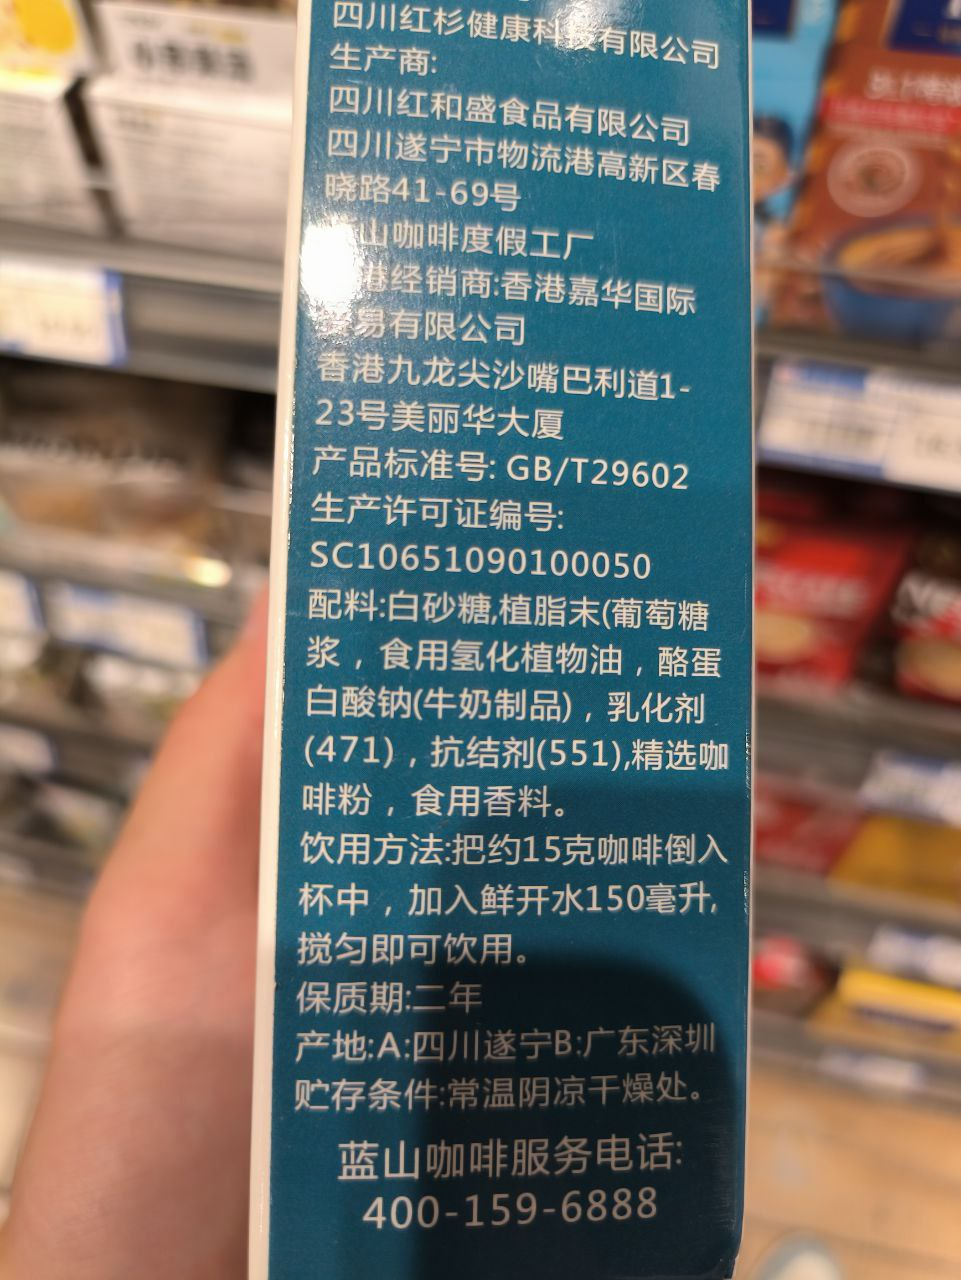 四川红杉健康科技有限公司
生产商:
四川红和盛食品有限公司
四川遂宁市物流港高新区春
晓路41-69号
山咖啡度假工厂
港经销商:香港嘉华国际
易有限公司
香港九龙尖沙嘴巴利道1-
23号美丽华大厦
产品标准号: GB/T29602
生产许可证编号:
SC10651090100050
配料:白砂糖,植脂末(葡萄糖
浆，食用氢化植物油，酪蛋
白酸钠(牛奶制品)，乳化剂
(471)，抗结剂(551),精选咖
啡粉，食用香料。
饮用方法:把约15克咖啡倒入
杯中，加入鲜开水150毫升,
搅匀即可饮用。
保质期:二年
产地:A:四川遂宁B:广东深圳
贮存条件:常温阴凉干燥处。
蓝山咖啡服务电话:
400-159-6888